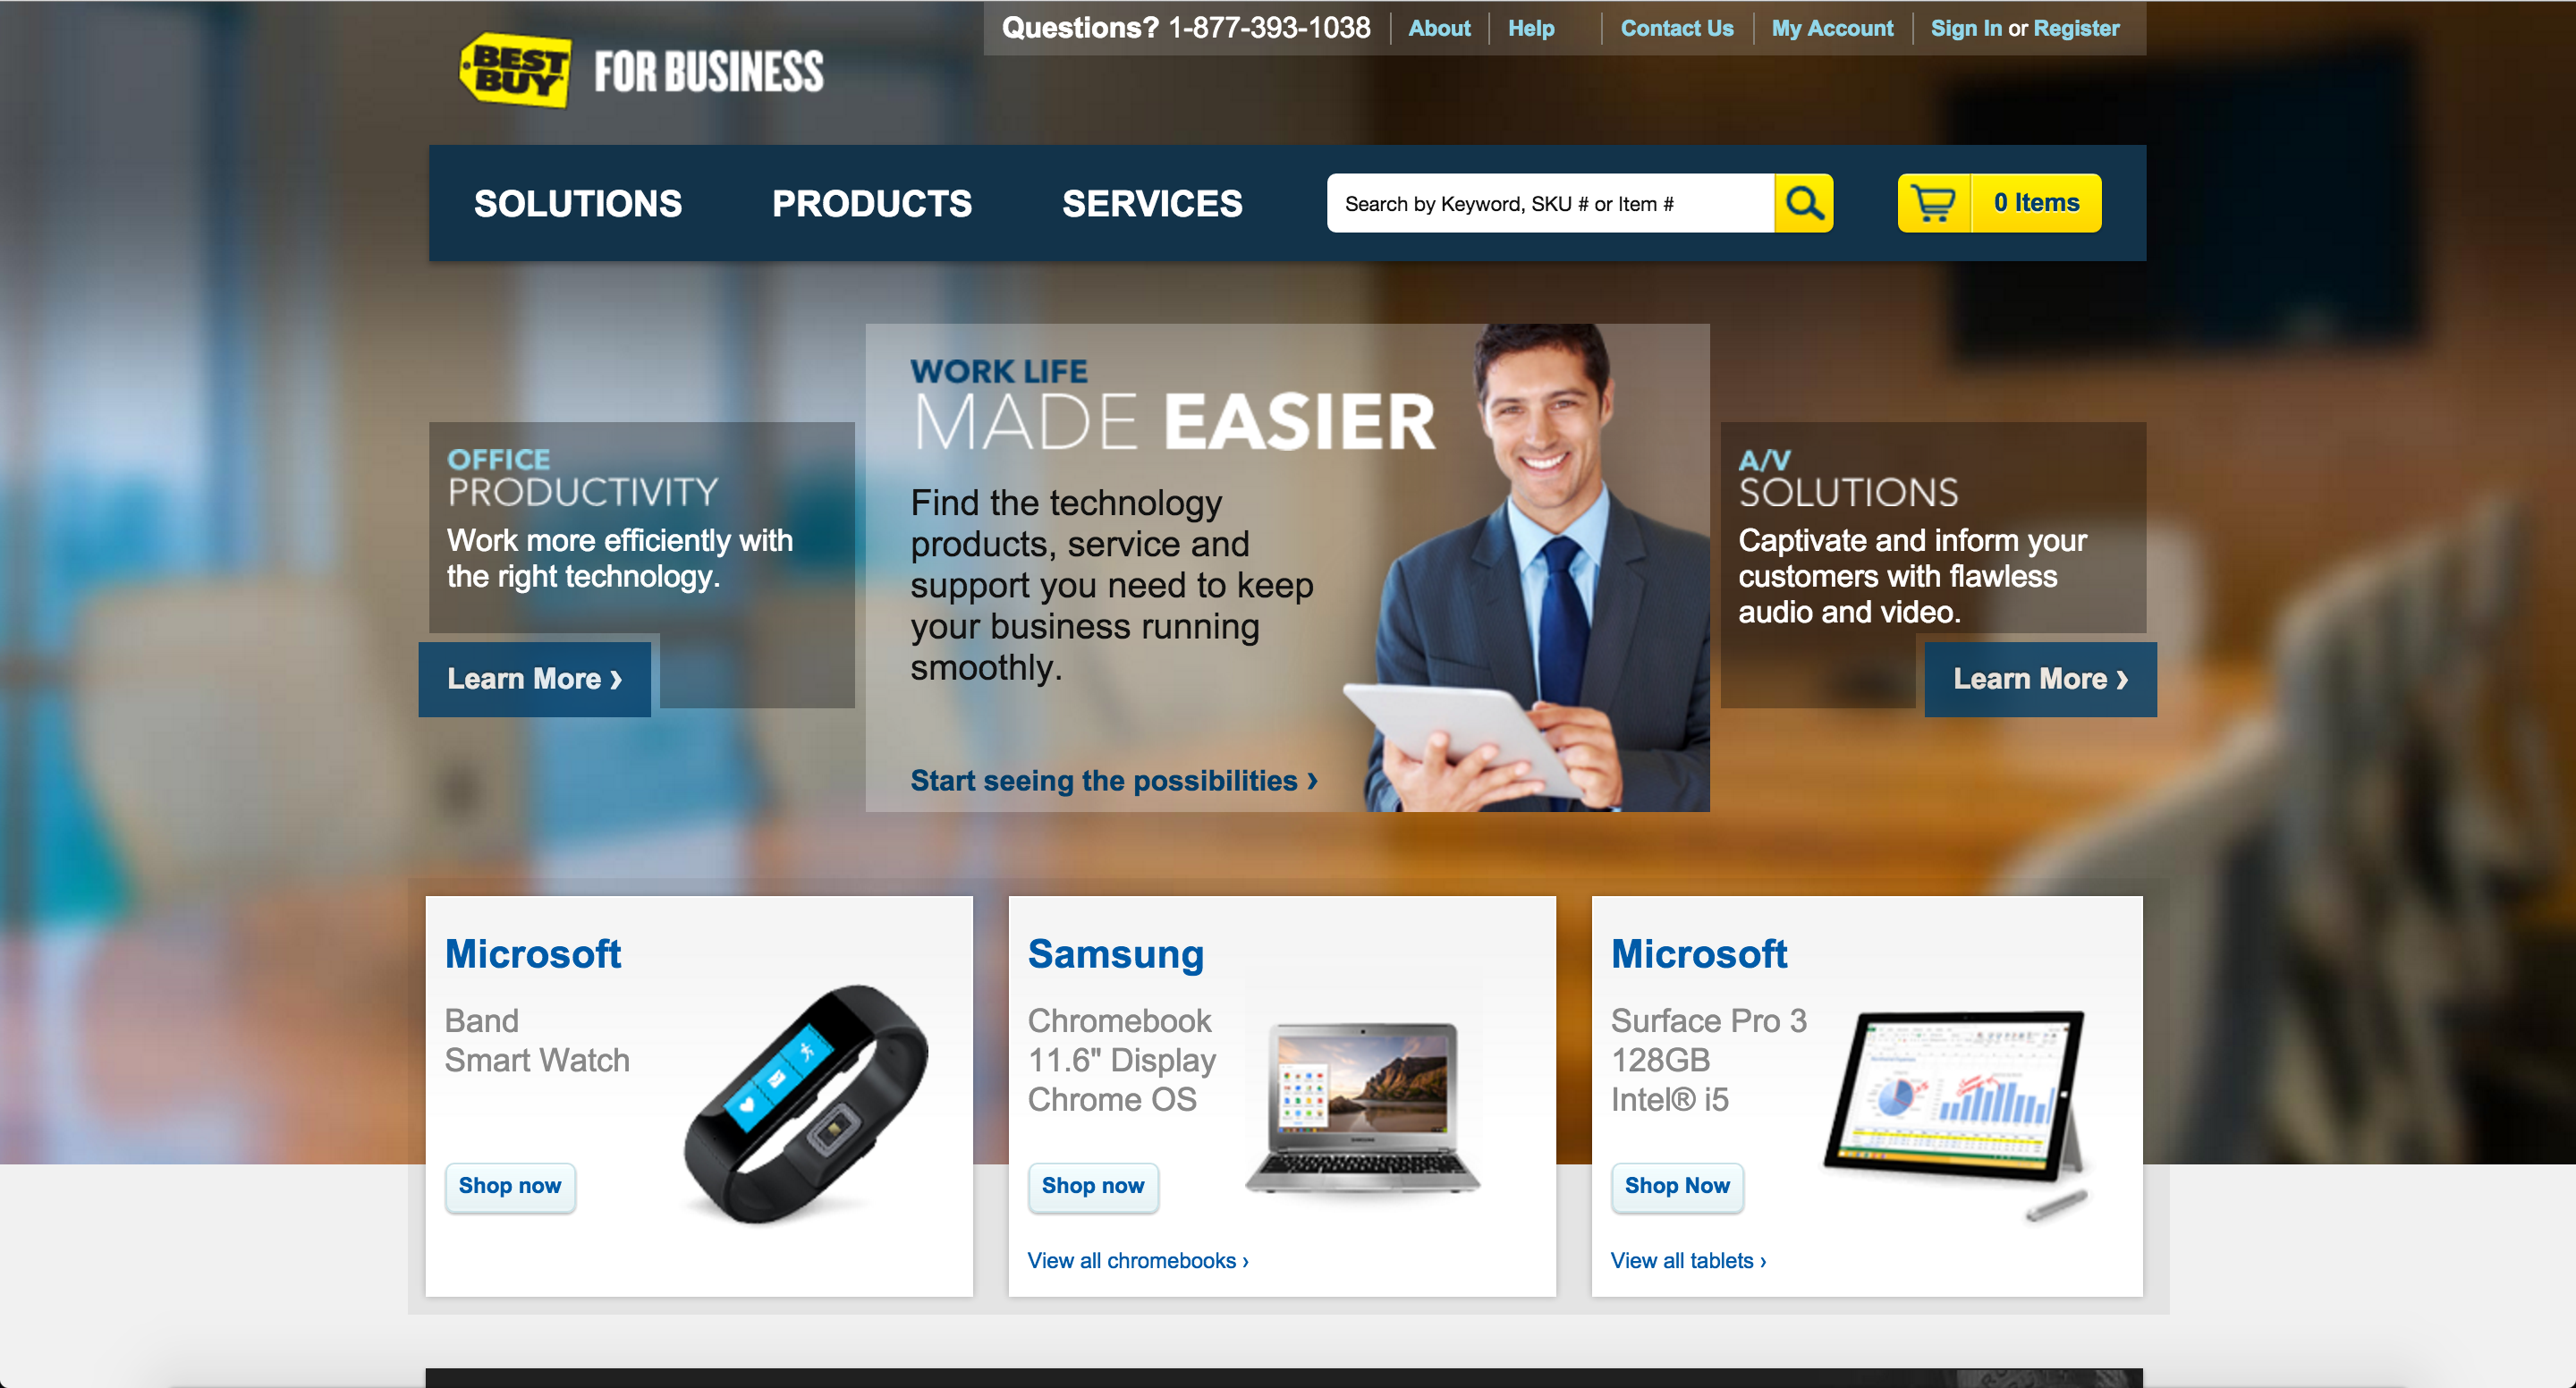 Questions? 1-877-393-1038
About
Help
Contact Us
My Account
Sign In or Register
BEST
BUY
FOR BUSINESS
SOLUTIONS
PRODUCTS
SERVICES
Search by Keyword, SKU # or Item #
0 Items
OFFICE
PRODUCTIVITY
Work more efficiently with
the right technology.
Learn More ›
WORK LIFE
MADE EASIER
Find the technology
products, service and
support you need to keep
your business running
smoothly.
Start seeing the possibilities ›
A/V
SOLUTIONS
Captivate and inform your
customers with flawless
audio and video.
Learn More ›
Microsoft
Band
Smart Watch
Shop now
Samsung
Chromebook
11.6" Display
Chrome OS
Shop now
View all chromebooks ›
Microsoft
Surface Pro 3
128GB
Intel® i5
Shop Now
View all tablets ›